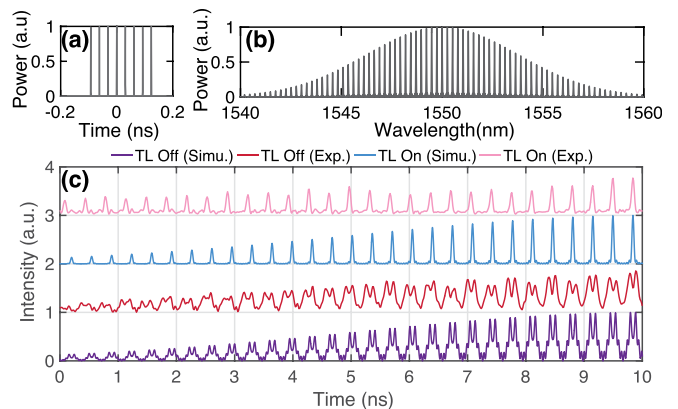 (a)
Power (a.u)
1
0.5
0
-0.2
0
0.2
Time (ns)
(b)
Power (a.u.)
1
0.5
0
1540
1545
1550
1555
1560
Wavelength(nm)
TL Off (Simu.)
TL Off (Exp.)
TL On (Simu.)
TL On (Exp.)
(c)
Intensity (a.u.)
4
3
2
1
0
0
1
2
3
4
5
6
7
8
9
10
Time (ns)